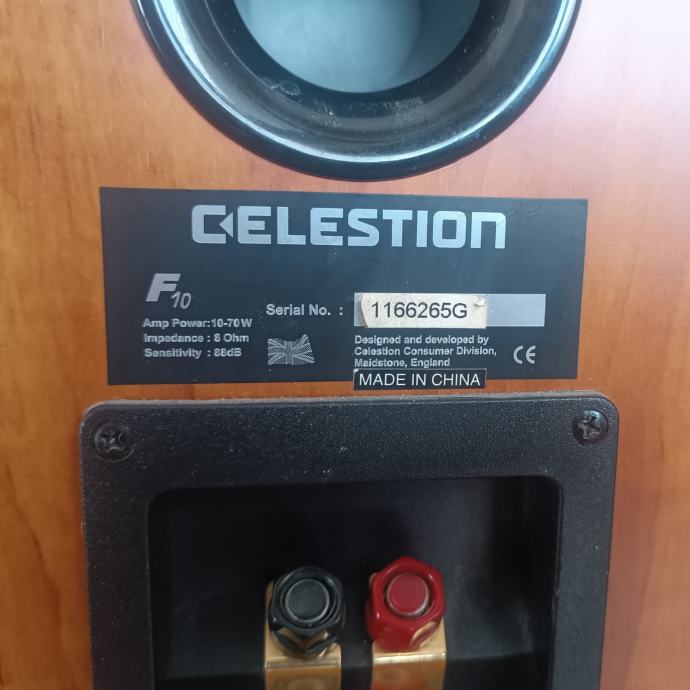 CELESTION
F10
Serial No. : 1166265G
Amp Power:10-70W
Impedance : 8 Ohm
Sensitivity : 88dB
Designed and developed by
Celestion Consumer Division,
Maidstone, England
CE
MADE IN CHINA